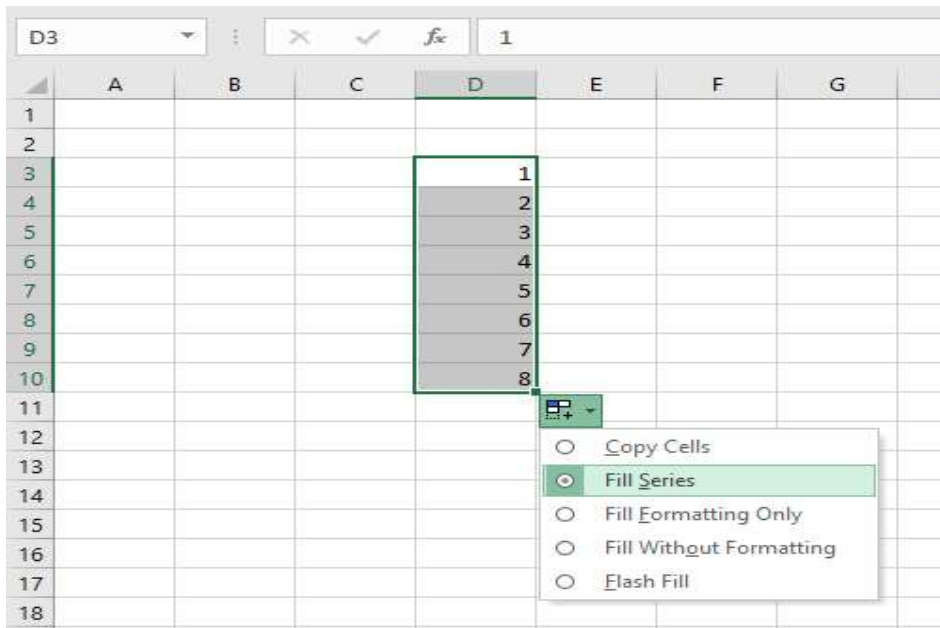 D3 fx 1
A B C D E F G
1
2
3 1
4 2
5 3
6 4
7 5
8 6
9 7
10 8
11
12 Copy Cells
13 Fill Series
14 Fill Formatting Only
15
16 Fill Without Formatting
17 Flash Fill
18